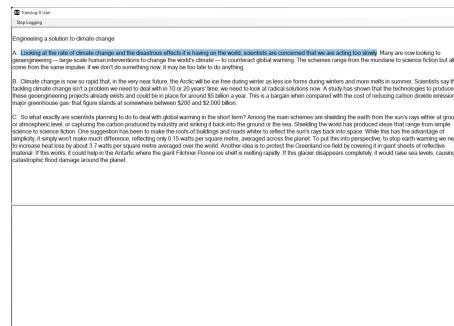 Translog-II User
Stop Logging
Engineering a solution to climate change
A. Looking at the rate of climate change and the disastrous effects it is having on the world, scientists are concerned that we are acting too slowly. Many are now looking to
geoengineering — large-scale human interventions to change the world's climate — to counteract global warming. The schemes range from the mundane to science fiction but all
come from the same impulse: if we don't do something now, it may be too late to do anything.
B. Climate change is now so rapid that, in the very near future, the Arctic will be ice-free during winter as less ice forms during winters and more melts in summer. Scientists say th
tackling climate change isn't a problem we need to deal with in 10 or 20 years' time; we need to look at radical solutions now. A study has shown that the technologies to produce
these geoengineering projects already exists and could be in place for around $5 billion a year. This is a bargain when compared with the cost of reducing carbon dioxide emission
major greenhouse gas: that figure stands at somewhere between $200 and $2,000 billion.
C. So what exactly are scientists planning to do to deal with global warming in the short term? Among the main schemes are shielding the earth from the sun's rays either at grou
or atmospheric level, or capturing the carbon produced by industry and sinking it back into the ground or the sea. Shielding the world has produced ideas that range from simple
science to science fiction. One suggestion has been to make the roofs of buildings and roads whiter to reflect the sun's rays back into space. While this has the advantage of
simplicity, it simply won't make much difference, reflecting only 0.15 watts per square metre, averaged across the planet. To put this into perspective, to stop earth warming we ne
to increase heat loss by about 3.7 watts per square metre averaged over the world. Another idea is to protect the Greenland ice field by covering it in giant sheets of reflective
material. If this works, it could help in the Antartic where the giant Filchner-Ronne ice shelf is melting rapidly. If this glacier disappears completely, it would raise sea levels, causing
catastrophic flood damage around the planet.